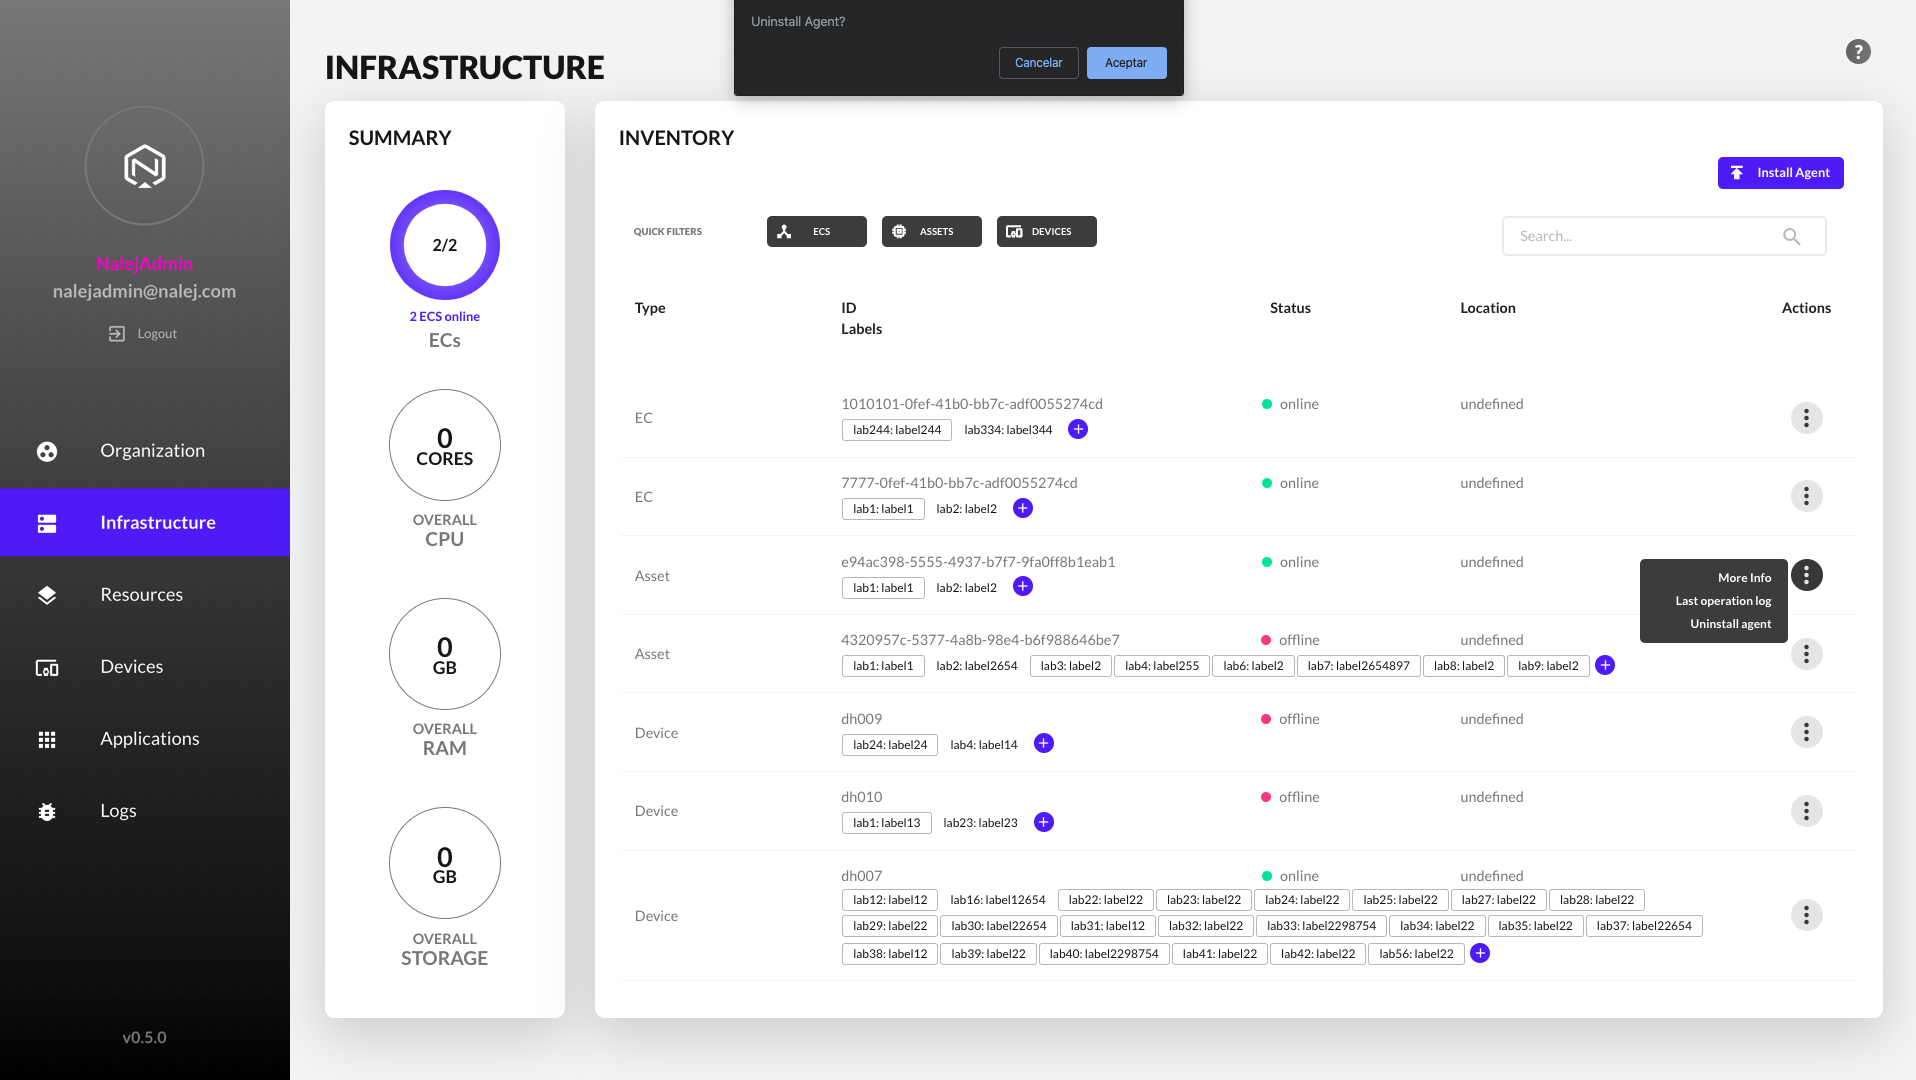 Uninstall Agent?
Cancelar
Aceptar
NalejAdmin
nalejadmin@nalej.com
Logout
Organization
Infrastructure
Resources
Devices
Applications
Logs
v0.5.0
INFRASTRUCTURE
?
SUMMARY
2/2
2 ECS online
ECs
0
CORES
OVERALL
CPU
0
GB
OVERALL
RAM
0
GB
OVERALL
STORAGE
INVENTORY
Install Agent
QUICK FILTERS
ECS
ASSETS
DEVICES
Search...
Type
ID
Labels
Status
Location
Actions
EC
1010101-0fef-41b0-bb7c-adf0055274cd
online
undefined
lab244: label244 lab334: label344
EC
7777-0fef-41b0-bb7c-adf0055274cd
online
undefined
lab1: label1 lab2: label2
Asset
e94ac398-5555-4937-b7f7-9fa0ff8b1eab1
online
undefined
lab1: label1 lab2: label2
More Info
Last operation log
Uninstall agent
Asset
4320957c-5377-4a8b-98e4-b6f988646be7
offline
undefined
lab1: label1 lab2: label2654 lab3: label2 lab4: label255 lab6: label2 lab7: label2654897 lab8: label2 lab9: label2
Device
dh009
offline
undefined
lab24: label24 lab4: label14
Device
dh010
offline
undefined
lab1: label13 lab23: label23
Device
dh007
online
undefined
lab12: label12 lab16: label12654 lab22: label22 lab23: label22 lab24: label22 lab25: label22 lab27: label22 lab28: label22
lab29: label22 lab30: label22654 lab31: label12 lab32: label22 lab33: label2298754 lab34: label22 lab35: label22 lab37: label22654
lab38: label12 lab39: label22 lab40: label2298754 lab41: label22 lab42: label22 lab56: label22